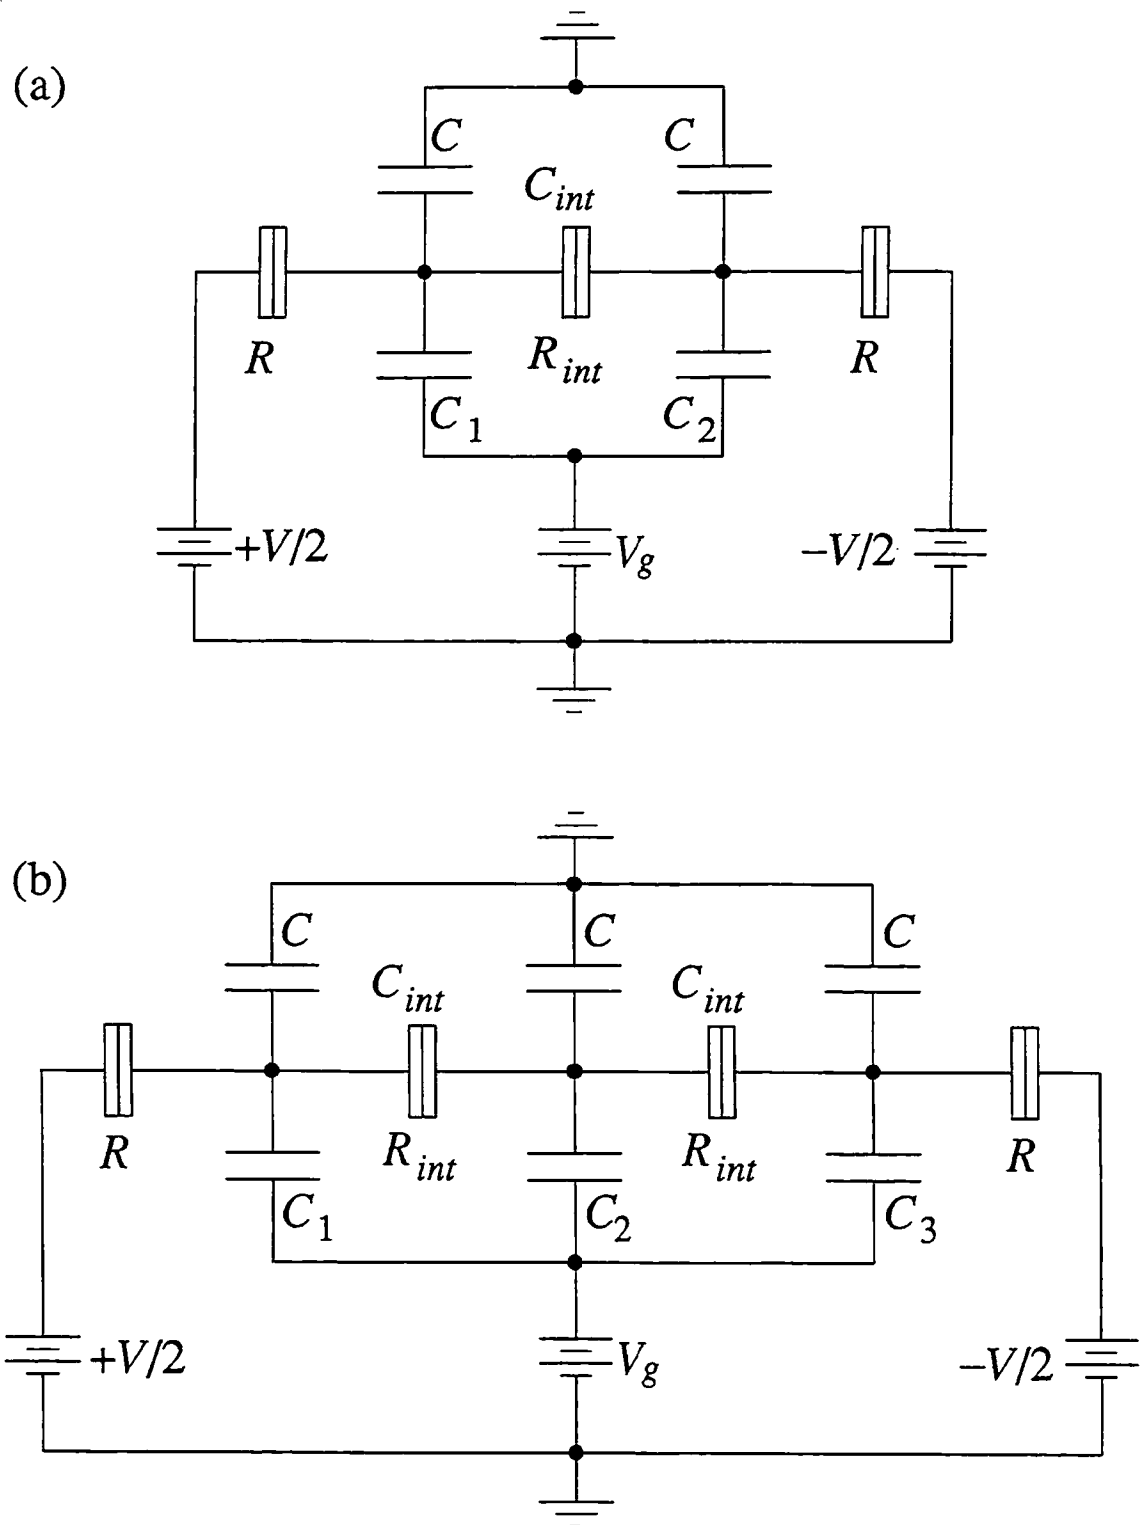 (a)
C C
C_int
R R_int R
C_1 C_2
+V/2 V_g −V/2
(b)
C C C
C_int C_int
R R_int R_int R
C_1 C_2 C_3
+V/2 V_g −V/2